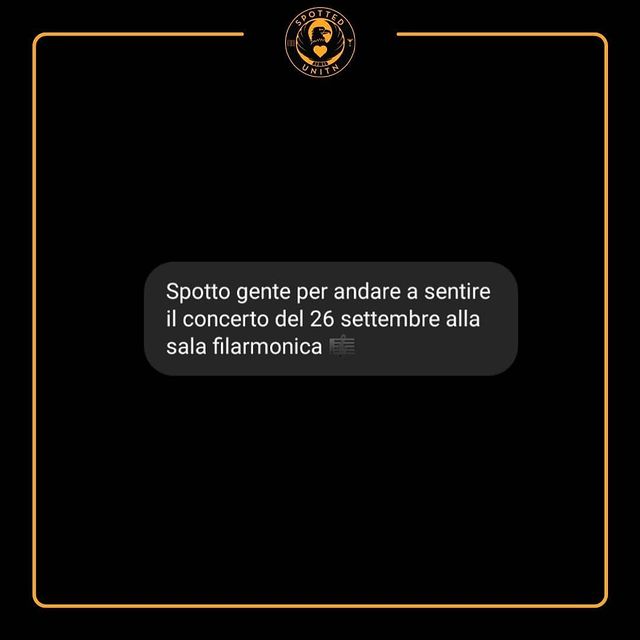 SPOTTED
UNITN
Spotto gente per andare a sentire
il concerto del 26 settembre alla
sala filarmonica 🎼